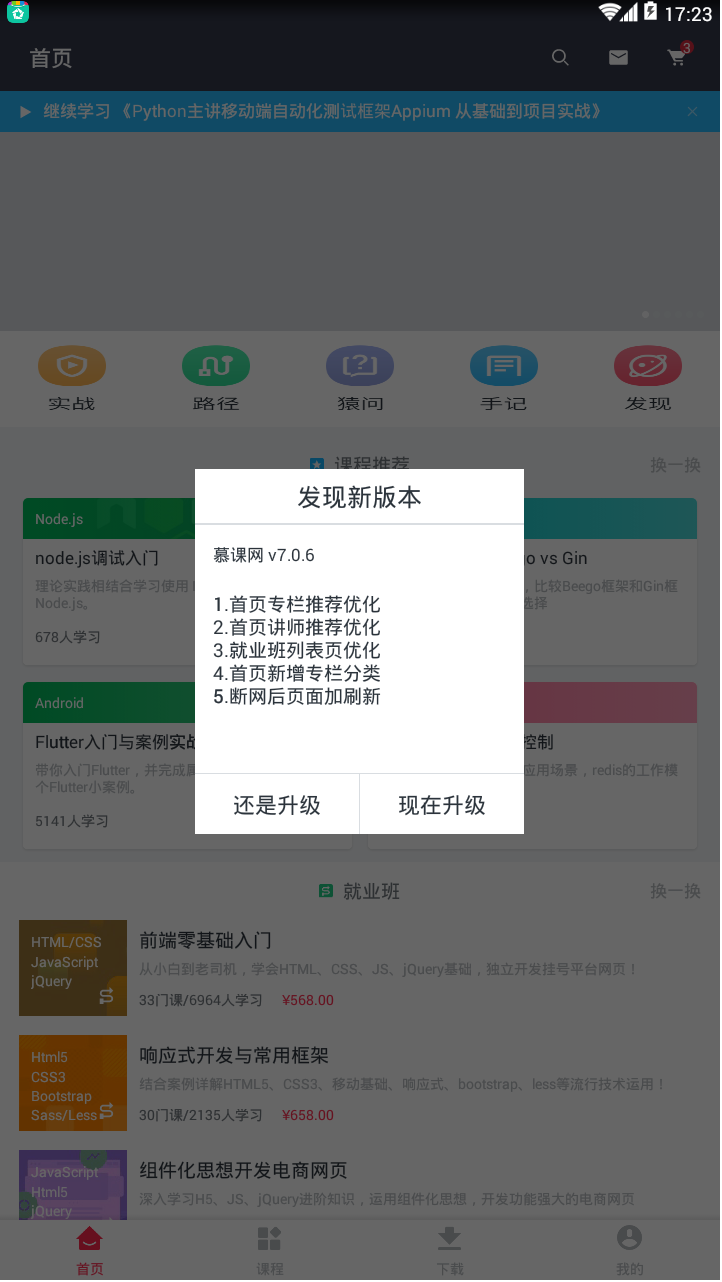 17:23
首页
3
继续学习 《Python主讲移动端自动化测试框架Appium 从基础到项目实战》
实战
路径
猿问
手记
发现
课程推荐
换一换
Node.js
node.js调试入门
理论实践相结合学习使用
Node.js。
678人学习
vs Gin
，比较Beego框架和Gin框
选择
Android
Flutter入门与案例实战
带你入门Flutter，并完成
个Flutter小案例。
5141人学习
控制
应用场景，redis的工作模
发现新版本
慕课网 v7.0.6
1.首页专栏推荐优化
2.首页讲师推荐优化
3.就业班列表页优化
4.首页新增专栏分类
5.断网后页面加刷新
还是升级
现在升级
就业班
换一换
HTML/CSS
JavaScript
jQuery
前端零基础入门
从小白到老司机，学会HTML、CSS、JS、jQuery基础，独立开发挂号平台网页！
33门课/6964人学习 ¥568.00
Html5
CSS3
Bootstrap
Sass/Less
响应式开发与常用框架
结合案例详解HTML5、CSS3、移动基础、响应式、bootstrap、less等流行技术运用！
30门课/2135人学习 ¥658.00
JavaScript
Html5
jQuery
组件化思想开发电商网页
深入学习H5、JS、jQuery进阶知识，运用组件化思想，开发功能强大的电商网页
首页
课程
下载
我的